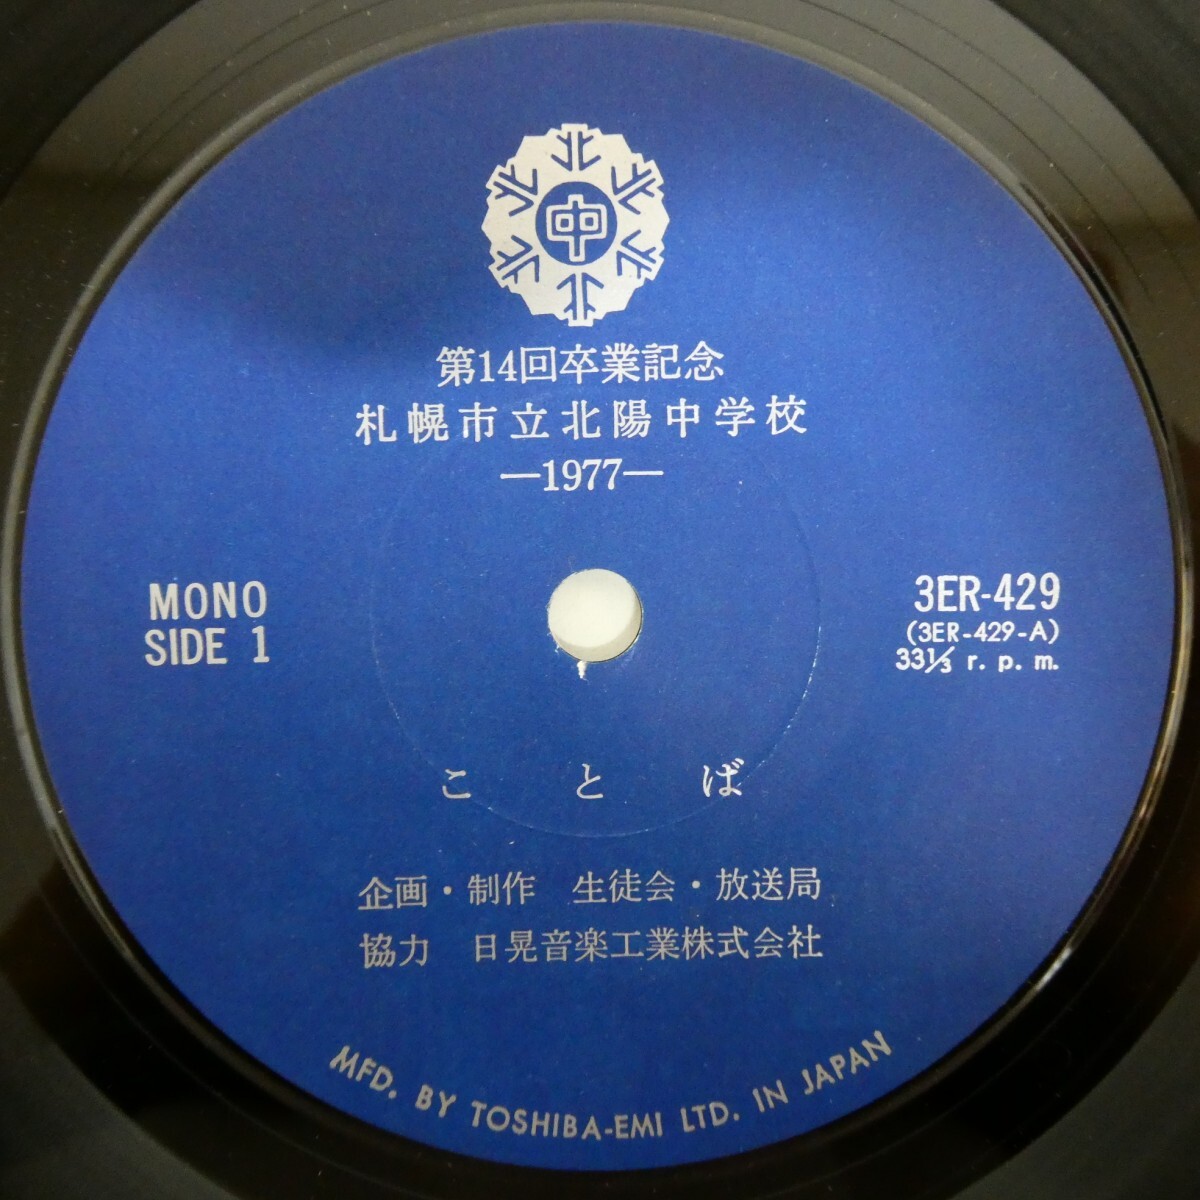 中
第14回卒業記念
札幌市立北陽中学校
—1977—
MONO
SIDE 1
3ER-429
(3ER-429-A)
33⅓ r. p. m.
ことば
企画・制作 生徒会・放送局
協力 日晃音楽工業株式会社
MFD. BY TOSHIBA-EMI LTD. IN JAPAN